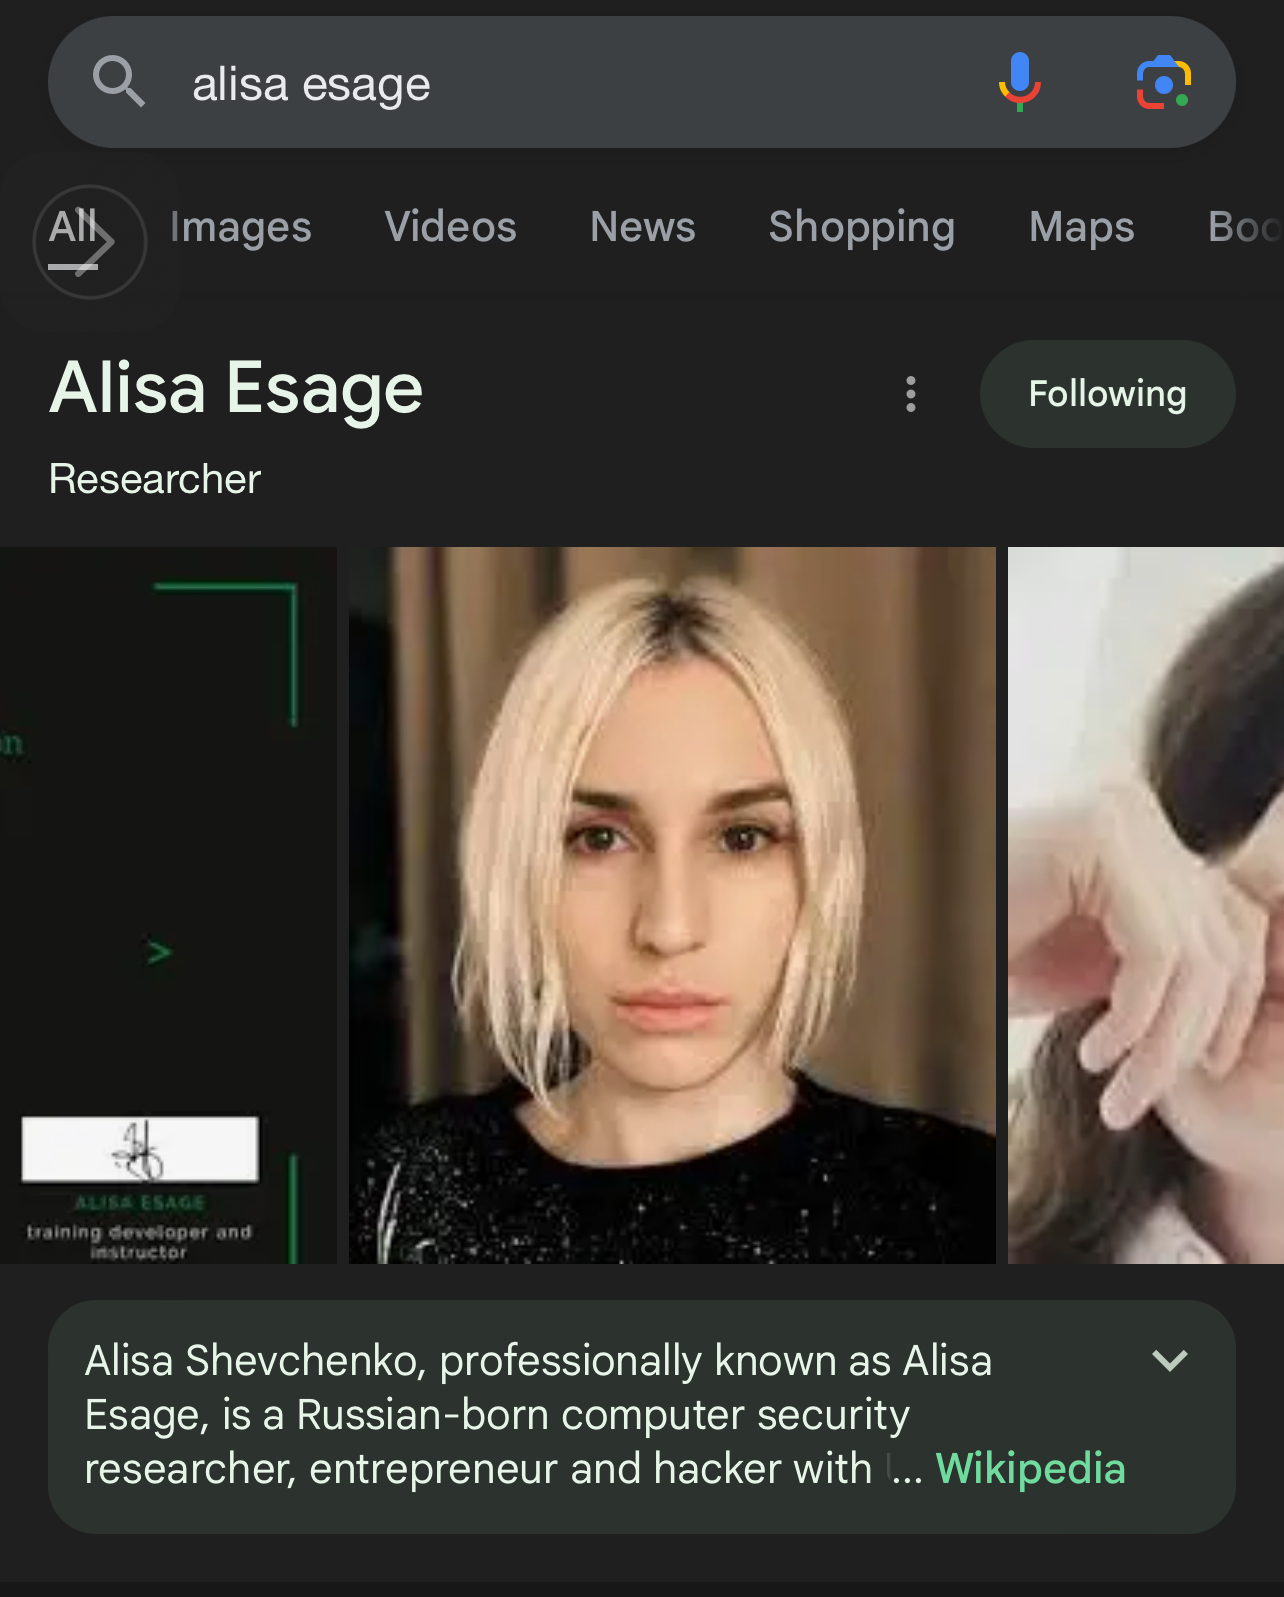 alisa esage
All Images Videos News Shopping Maps
Alisa Esage
Following
Researcher
>
ALISA ESAGE
training developer and
instructor
Alisa Shevchenko, professionally known as Alisa
Esage, is a Russian-born computer security
researcher, entrepreneur and hacker with ... Wikipedia